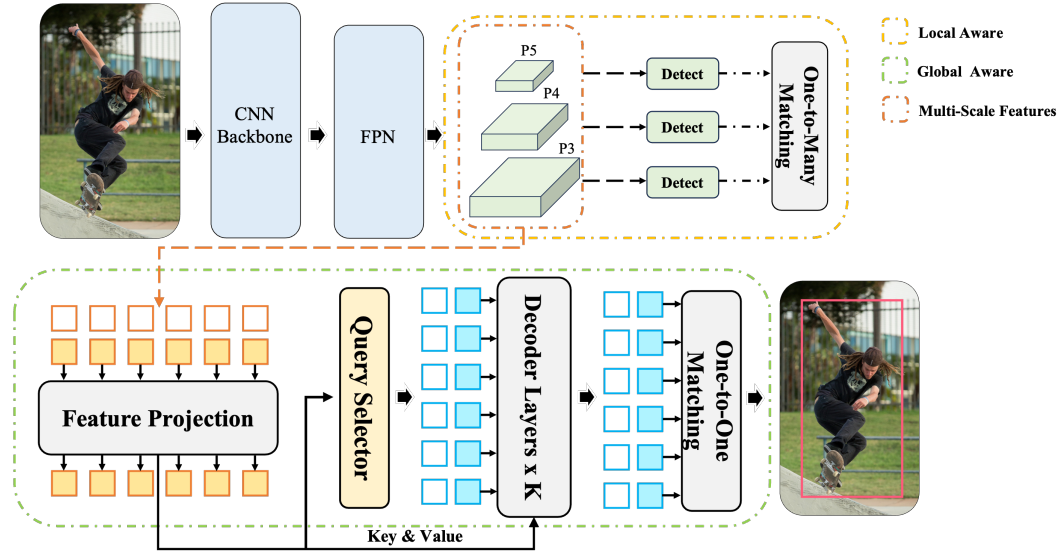 CNN
Backbone
FPN
P5
P4
P3
Detect
Detect
Detect
One-to-Many
Matching
Local Aware
Global Aware
Multi-Scale Features
Feature Projection
Query Selector
Decoder Layers x K
One-to-One
Matching
Key & Value